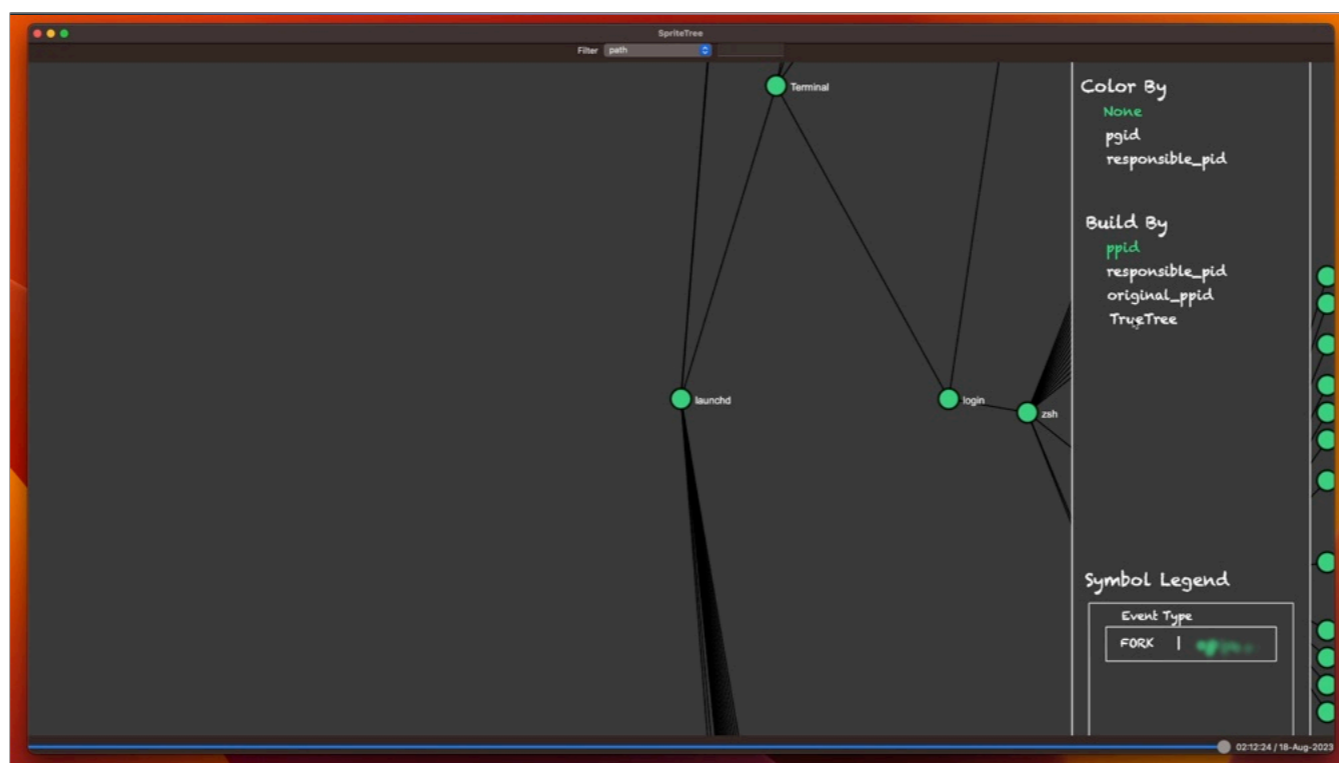 SpriteTree
Filter path
Terminal
launchd
login
zsh
Color By
None
pgid
responsible_pid
Build By
ppid
responsible_pid
original_ppid
TrueTree
Symbol Legend
Event Type
FORK |
02:12:24 / 18-Aug-2023